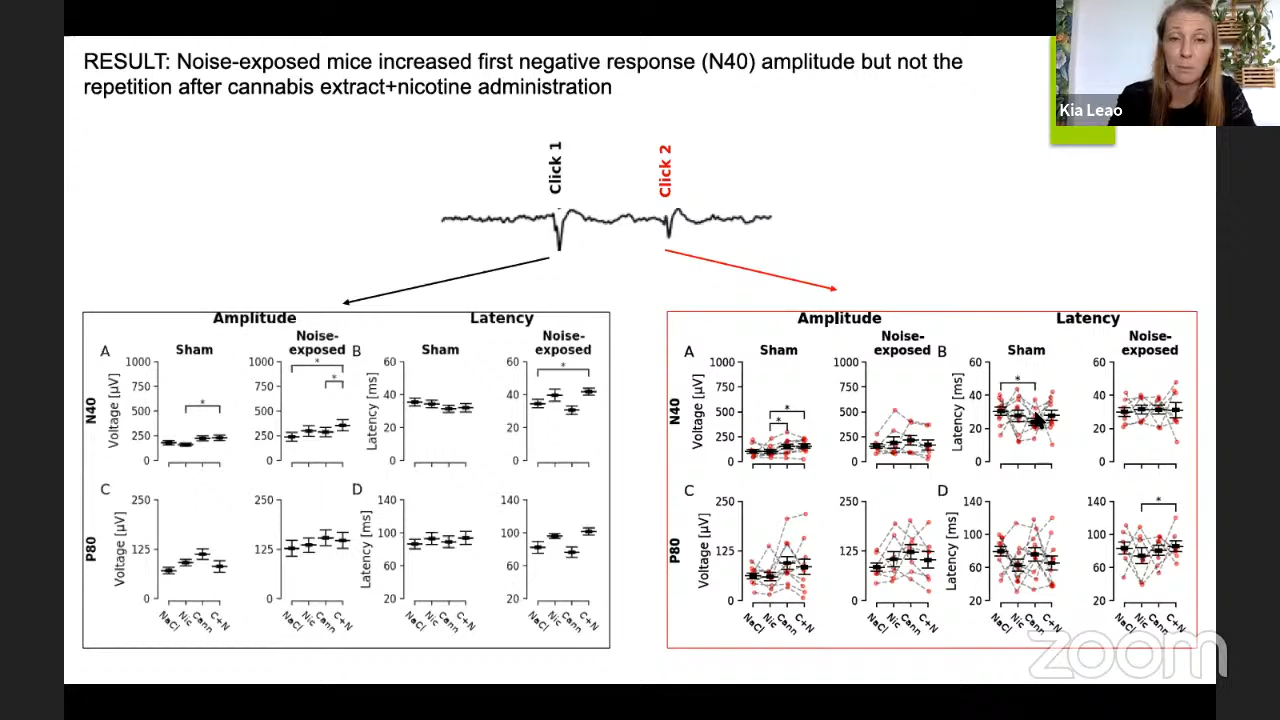 RESULT: Noise-exposed mice increased first negative response (N40) amplitude but not the
repetition after cannabis extract+nicotine administration
Kia Leao
Click 1
Click 2
Amplitude
Latency
A
Sham
Noise-
exposed
B
Sham
Noise-
exposed
N40
Voltage [µV]
1000
750
500
250
0
*
1000
750
500
250
0
*
*
Latency [ms]
60
40
20
0
60
40
20
0
*
C
D
P80
Voltage [µV]
250
125
0
250
125
0
Latency [ms]
140
100
60
20
140
100
60
20
NaCl
Nic
Cann
C+N
NaCl
Nic
Cann
C+N
NaCl
Nic
Cann
C+N
NaCl
Nic
Cann
C+N
Amplitude
Latency
A
Sham
Noise-
exposed
B
Sham
Noise-
exposed
N40
Voltage [µV]
1000
750
500
250
0
*
*
1000
750
500
250
0
Latency [ms]
60
40
20
0
*
60
40
20
0
C
D
P80
Voltage [µV]
250
125
0
250
125
0
Latency [ms]
140
100
60
20
140
100
60
20
*
NaCl
Nic
Cann
C+N
NaCl
Nic
Cann
C+N
NaCl
Nic
Cann
C+N
NaCl
Nic
Cann
C+N
zoom